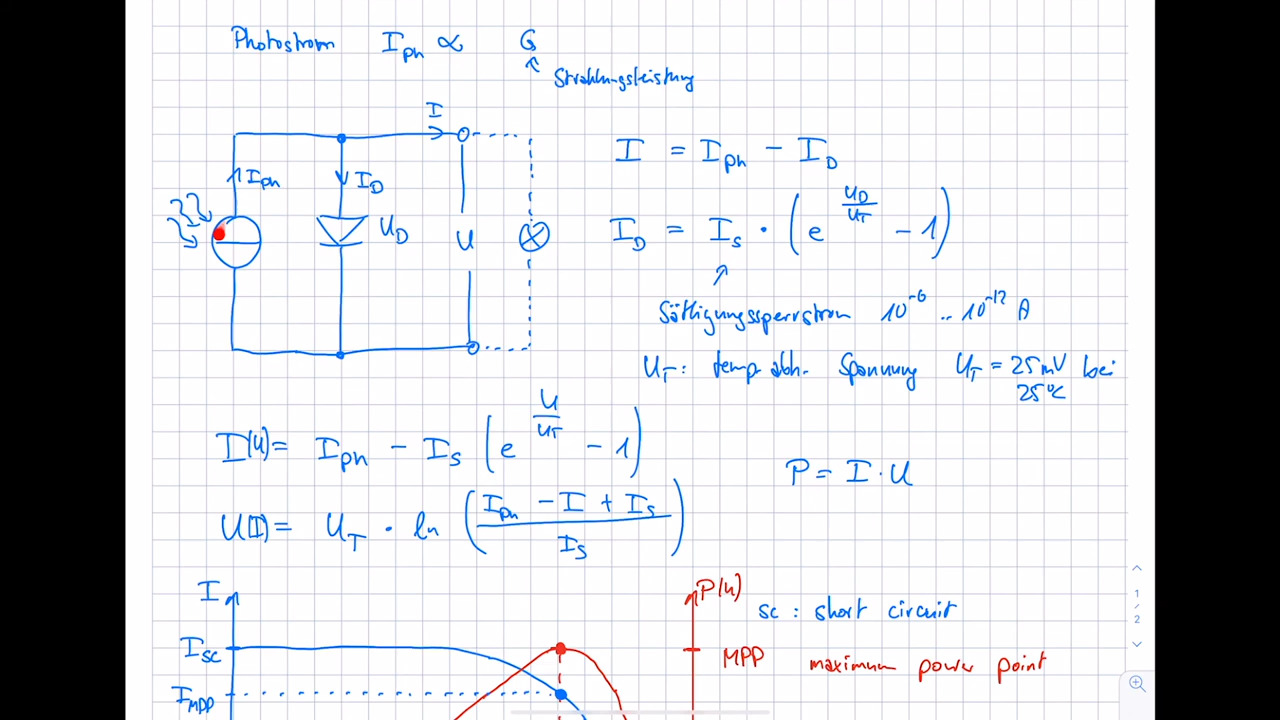 Photostrom I_ph ∝ G
Strahlungsleistung
I
I_ph
I_D
U_D
U
I = I_ph - I_D
I_D = I_s · (e^(U_D/U_T) - 1)
Sättigungssperrstrom 10^-6 .. 10^-12 A
U_T: temp. abh. Spannung U_T = 25 mV bei
25°C
I(U) = I_ph - I_s (e^(U/U_T) - 1)
P = I · U
U(I) = U_T · ln ((I_ph - I + I_s)/I_s)
I
P(U)
sc : short circuit
I_SC
MPP maximum power point
I_MPP
1
/
2